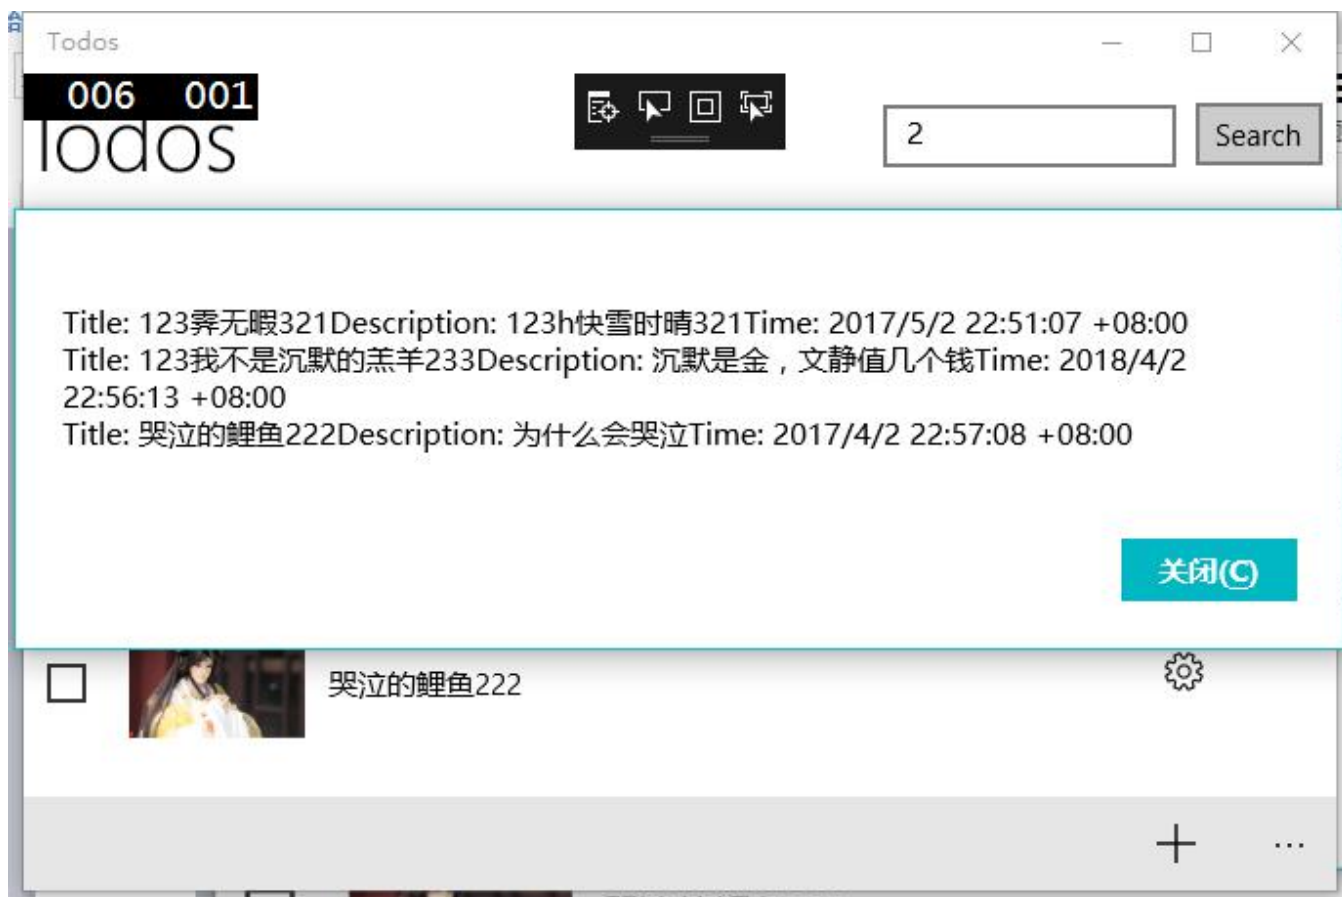 Todos
006 001
Todos
2
Search
Title: 123霁无暇321Description: 123h快雪时晴321Time: 2017/5/2 22:51:07 +08:00
Title: 123我不是沉默的羔羊233Description: 沉默是金，文静值几个钱Time: 2018/4/2
22:56:13 +08:00
Title: 哭泣的鲤鱼222Description: 为什么会哭泣Time: 2017/4/2 22:57:08 +08:00
关闭(C)
哭泣的鲤鱼222